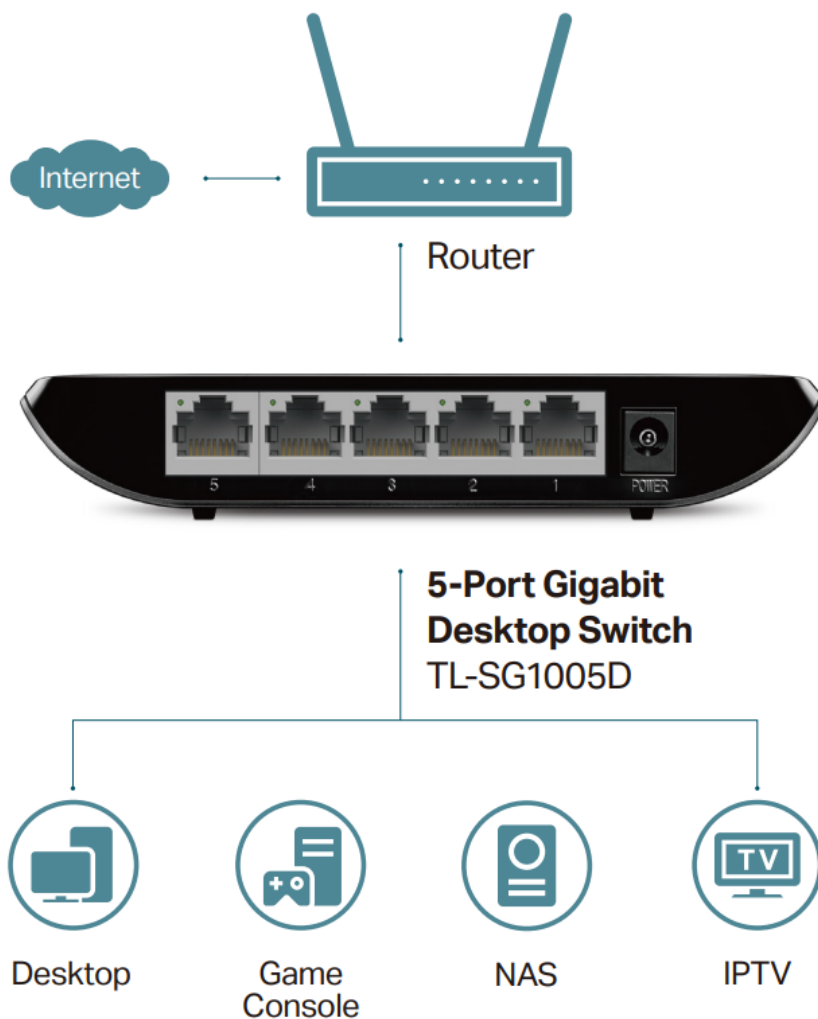 Internet
Router
5 4 3 2 1 POWER
5-Port Gigabit
Desktop Switch
TL-SG1005D
TV
Desktop
Game
Console
NAS
IPTV